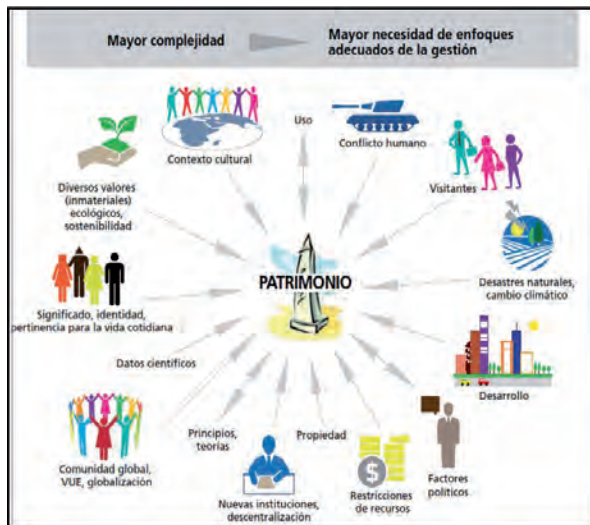 Mayor complejidad
Mayor necesidad de enfoques
adecuados de la gestión
Contexto cultural
Uso
Conflicto humano
Visitantes
Diversos valores
(inmateriales)
ecológicos,
sostenibilidad
PATRIMONIO
Desastres naturales,
cambio climático
Significado, identidad,
pertinencia para la vida cotidiana
Datos científicos
Desarrollo
Comunidad global,
VUE, globalización
Principios,
teorías
Nuevas instituciones,
descentralización
Propiedad
$
Restricciones
de recursos
Factores
políticos